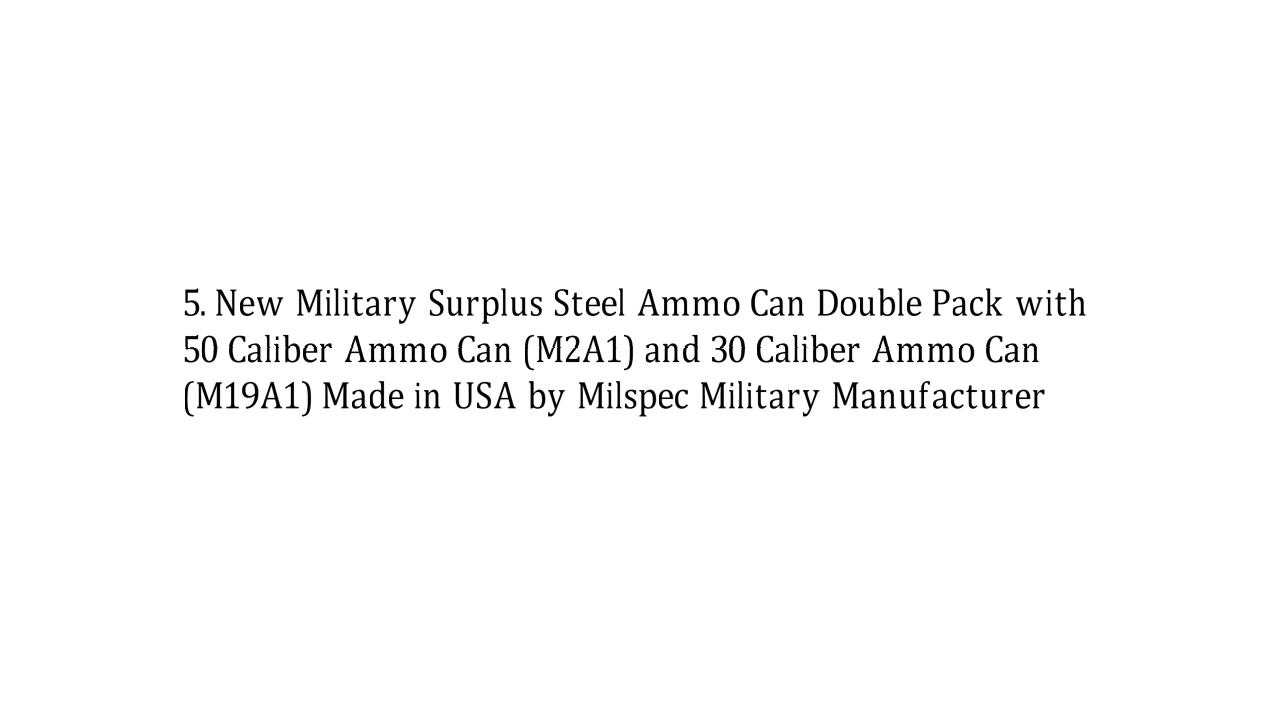 5. New Military Surplus Steel Ammo Can Double Pack with
50 Caliber Ammo Can (M2A1) and 30 Caliber Ammo Can
(M19A1) Made in USA by Milspec Military Manufacturer